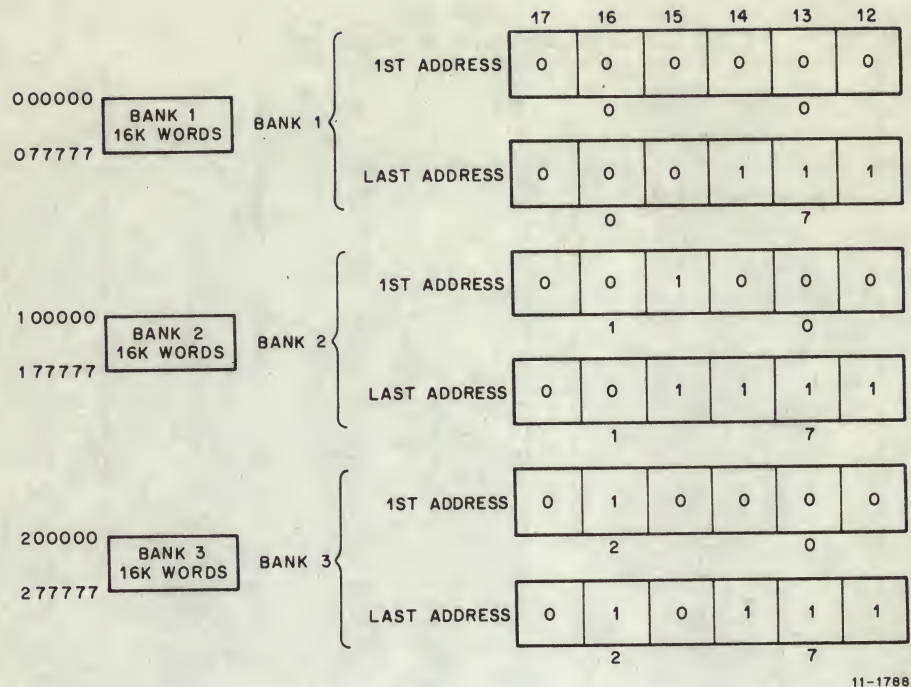 17 16 15 14 13 12
1ST ADDRESS 0 0 0 0 0 0
0 0
000000
BANK 1
16K WORDS
077777
BANK 1
LAST ADDRESS 0 0 0 1 1 1
0 7
1ST ADDRESS 0 0 1 0 0 0
1 0
100000
BANK 2
16K WORDS
177777
BANK 2
LAST ADDRESS 0 0 1 1 1 1
1 7
1ST ADDRESS 0 1 0 0 0 0
2 0
200000
BANK 3
16K WORDS
277777
BANK 3
LAST ADDRESS 0 1 0 1 1 1
2 7
11-1788